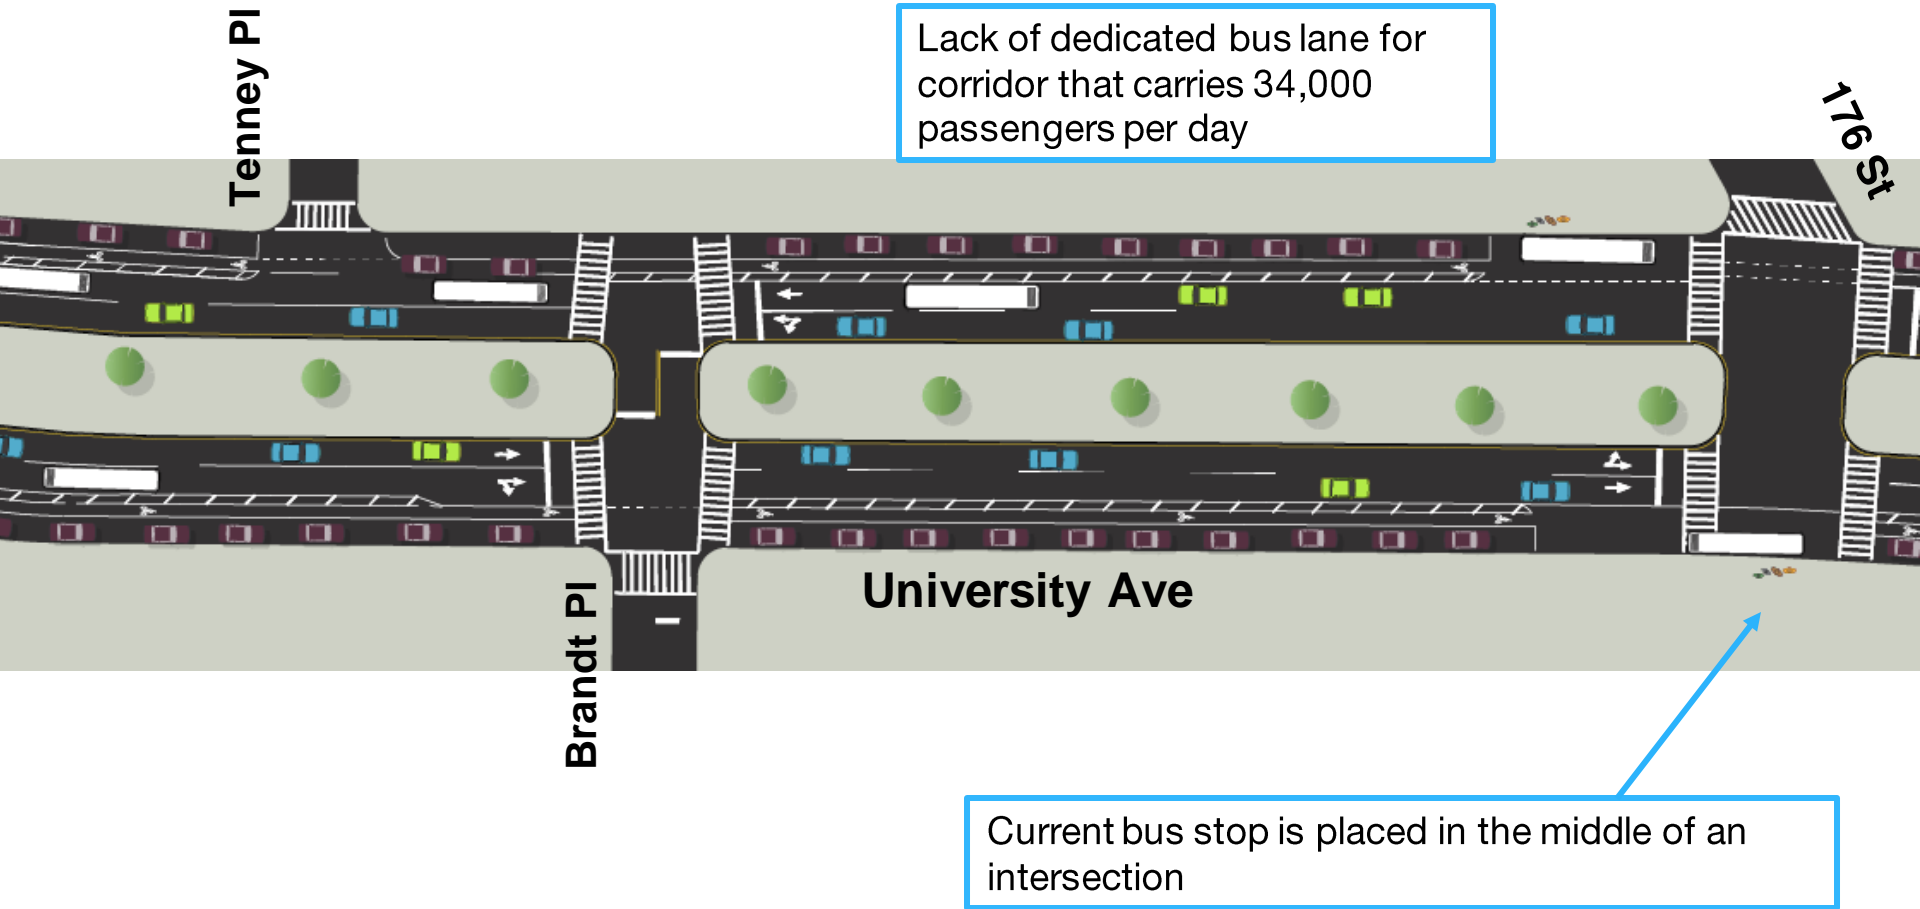 Tenney Pl
Lack of dedicated bus lane for
corridor that carries 34,000
passengers per day
176 St
University Ave
Brandt Pl
Current bus stop is placed in the middle of an
intersection